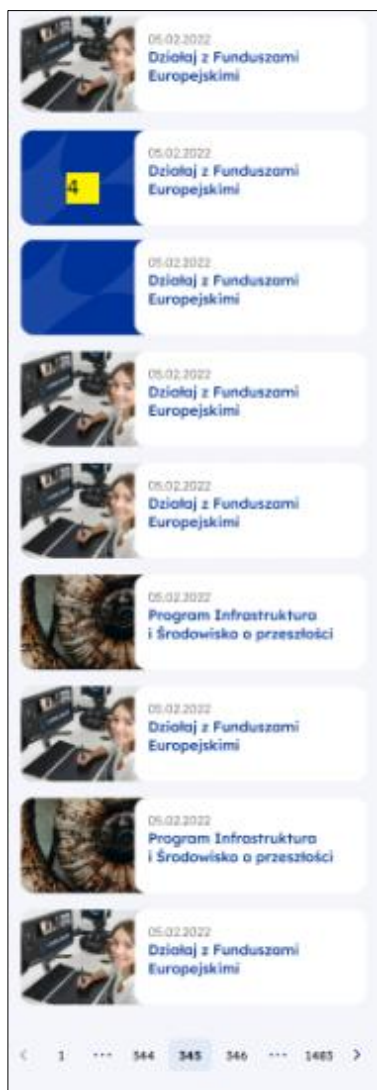 05.02.2022
Działaj z Funduszami
Europejskimi
4
05.02.2022
Działaj z Funduszami
Europejskimi
05.02.2022
Działaj z Funduszami
Europejskimi
05.02.2022
Działaj z Funduszami
Europejskimi
05.02.2022
Działaj z Funduszami
Europejskimi
05.02.2022
Program Infrastruktura
i Środowisko o przeszłości
05.02.2022
Działaj z Funduszami
Europejskimi
05.02.2022
Program Infrastruktura
i Środowisko o przeszłości
05.02.2022
Działaj z Funduszami
Europejskimi
< 1 ••• 344 345 346 ••• 1485 >